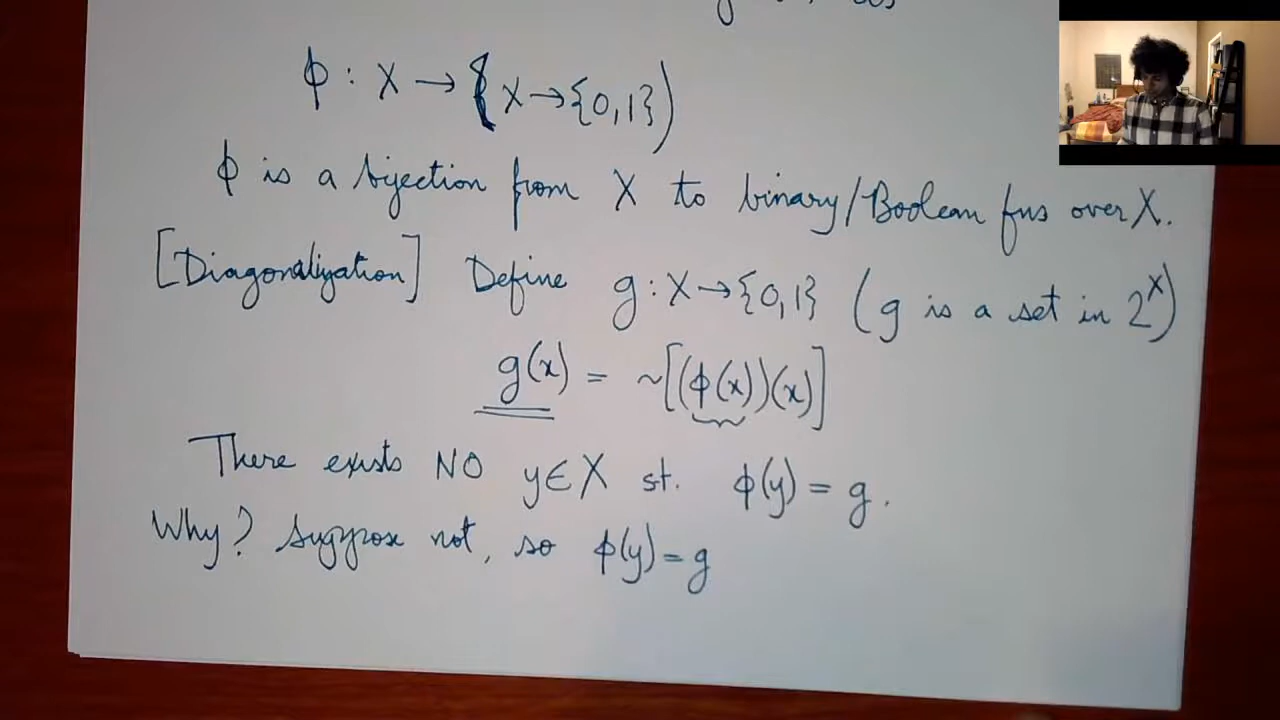 ϕ : X → { X → {0,1} )
ϕ is a bijection from X to binary/Boolean fns over X.
[Diagonalization] Define g : X → {0,1} (g is a set in 2^X)
g(x) = ~[(ϕ(x))(x)]
There exists NO y ∈ X st. ϕ(y) = g.
Why? Suppose not, so ϕ(y) = g